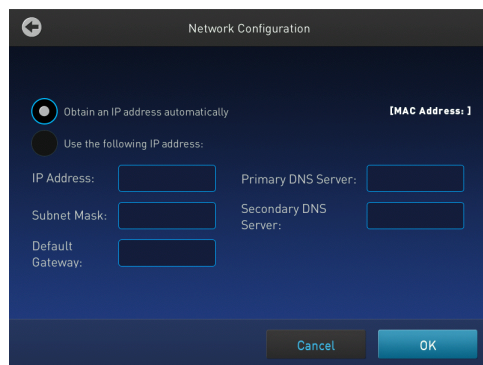 Network Configuration
Obtain an IP address automatically
[MAC Address: ]
Use the following IP address:
IP Address:
Primary DNS Server:
Subnet Mask:
Secondary DNS
Server:
Default
Gateway:
Cancel
OK